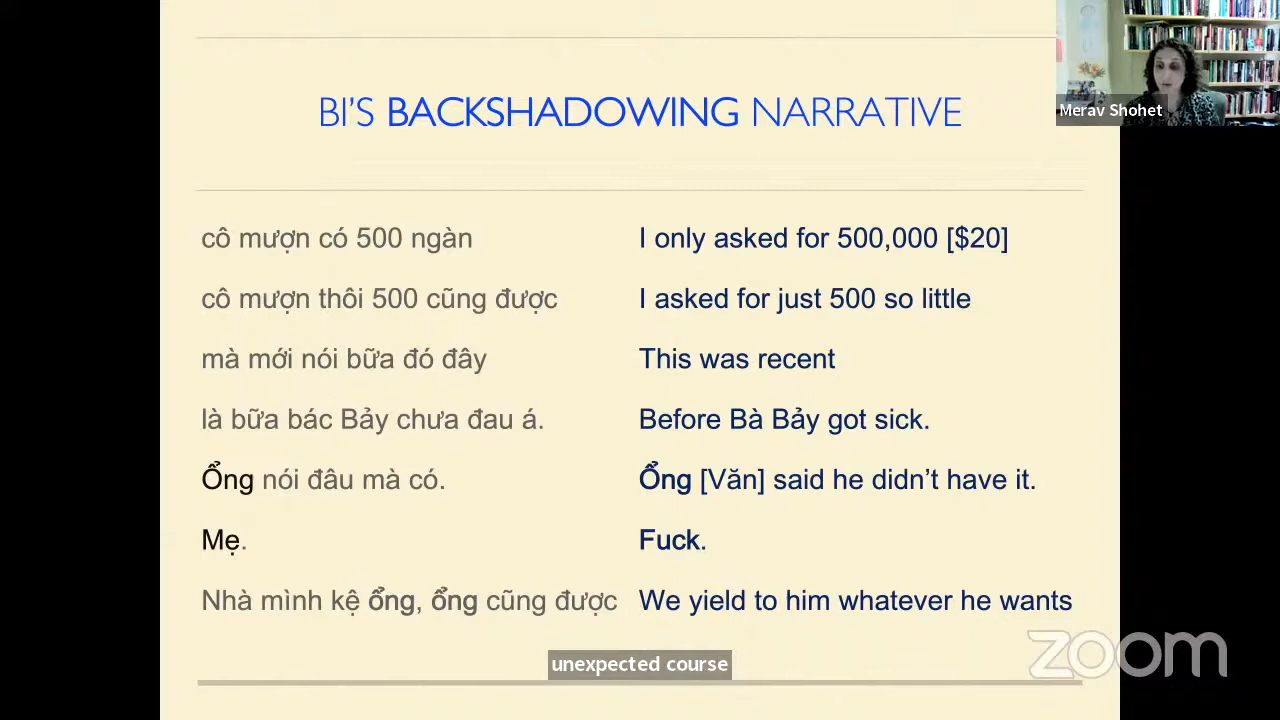 BI'S BACKSHADOWING NARRATIVE
Merav Shohet
cô mượn có 500 ngàn I only asked for 500,000 [$20]
cô mượn thôi 500 cũng được I asked for just 500 so little
mà mới nói bữa đó đây This was recent
là bữa bác Bảy chưa đau á. Before Bà Bảy got sick.
Ổng nói đâu mà có. Ổng [Văn] said he didn't have it.
Mẹ. Fuck.
Nhà mình kệ ổng, ổng cũng được We yield to him whatever he wants
unexpected course
zoom